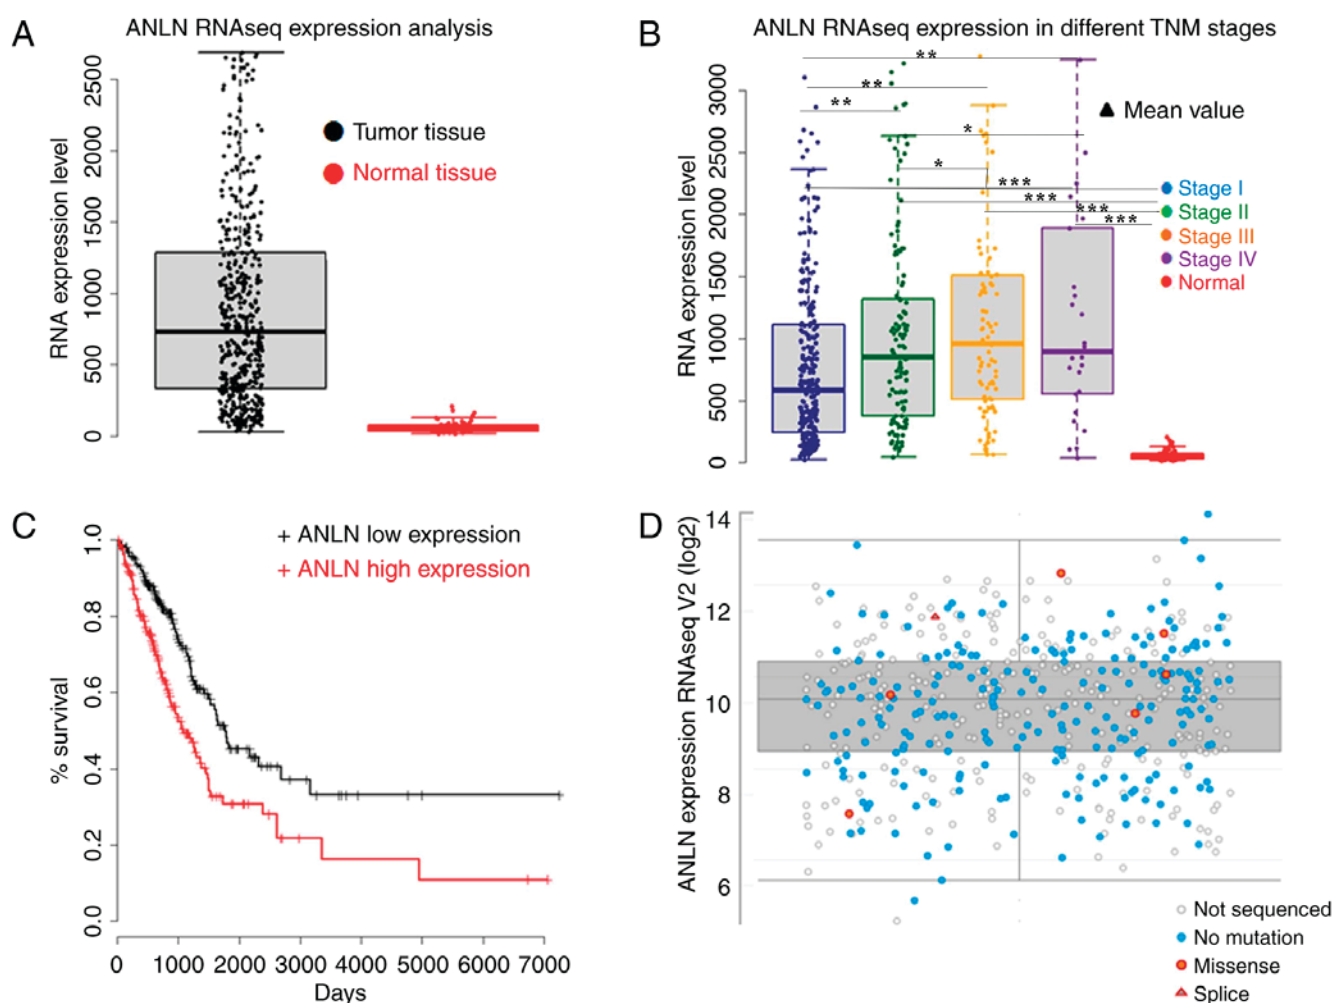 A
ANLN RNAseq expression analysis
RNA expression level
2500
2000
1500
1000
500
0
Tumor tissue
Normal tissue
B
ANLN RNAseq expression in different TNM stages
RNA expression level
3000
2500
2000
1500
1000
500
0
**
**
**
*
*
***
***
***
***
▲ Mean value
Stage I
Stage II
Stage III
Stage IV
Normal
C
% survival
1.0
0.8
0.6
0.4
0.2
0.0
+ ANLN low expression
+ ANLN high expression
0 1000 2000 3000 4000 5000 6000 7000
Days
D
ANLN expression RNAseq V2 (log2)
14
12
10
8
6
Not sequenced
No mutation
Missense
Splice